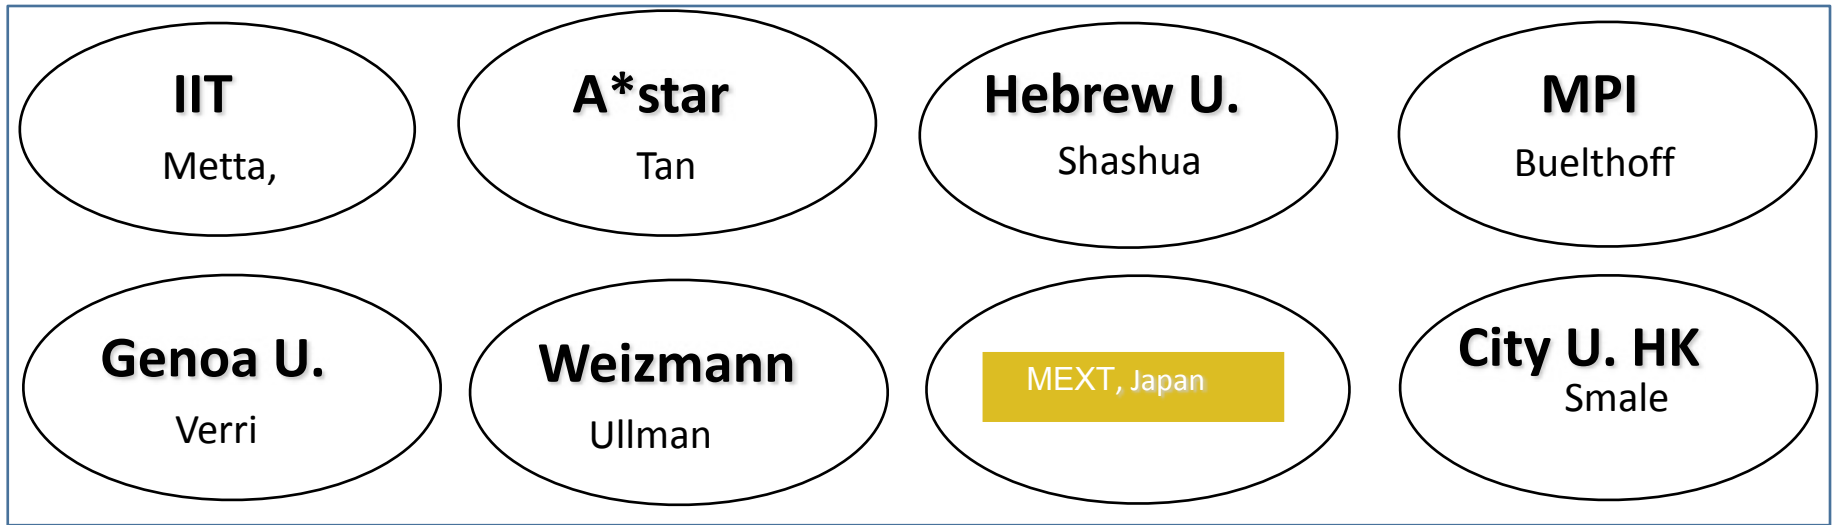 IIT
Metta,
A*star
Tan
Hebrew U.
Shashua
MPI
Buelthoff
Genoa U.
Verri
Weizmann
Ullman
MEXT, Japan
City U. HK
Smale